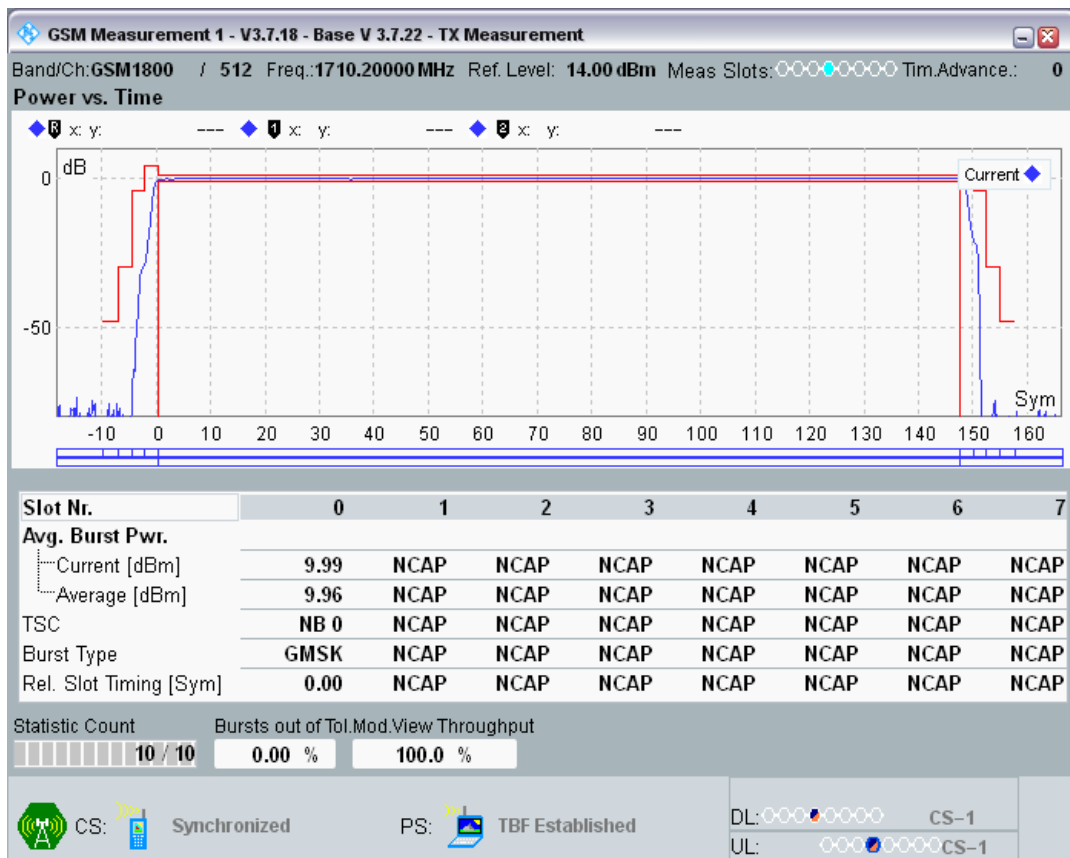 GSM Measurement 1 - V3.7.18 - Base V 3.7.22 - TX Measurement
Band/Ch:GSM1800 / 512 Freq.:1710.20000 MHz Ref. Level: 14.00 dBm Meas Slots: Tim.Advance.: 0
Power vs. Time
R x: y: --- 1 x: y: --- 2 x: y: ---
dB
Current
0
-50
Sym
-10 0 10 20 30 40 50 60 70 80 90 100 110 120 130 140 150 160
Slot Nr. 0 1 2 3 4 5 6 7
Avg. Burst Pwr.
Current [dBm] 9.99 NCAP NCAP NCAP NCAP NCAP NCAP NCAP
Average [dBm] 9.96 NCAP NCAP NCAP NCAP NCAP NCAP NCAP
TSC NB 0 NCAP NCAP NCAP NCAP NCAP NCAP NCAP
Burst Type GMSK NCAP NCAP NCAP NCAP NCAP NCAP NCAP
Rel. Slot Timing [Sym] 0.00 NCAP NCAP NCAP NCAP NCAP NCAP NCAP
Statistic Count Bursts out of Tol.Mod.View Throughput
10 / 10 0.00 % 100.0 %
CS: Synchronized PS: TBF Established
DL: CS-1
UL: CS-1